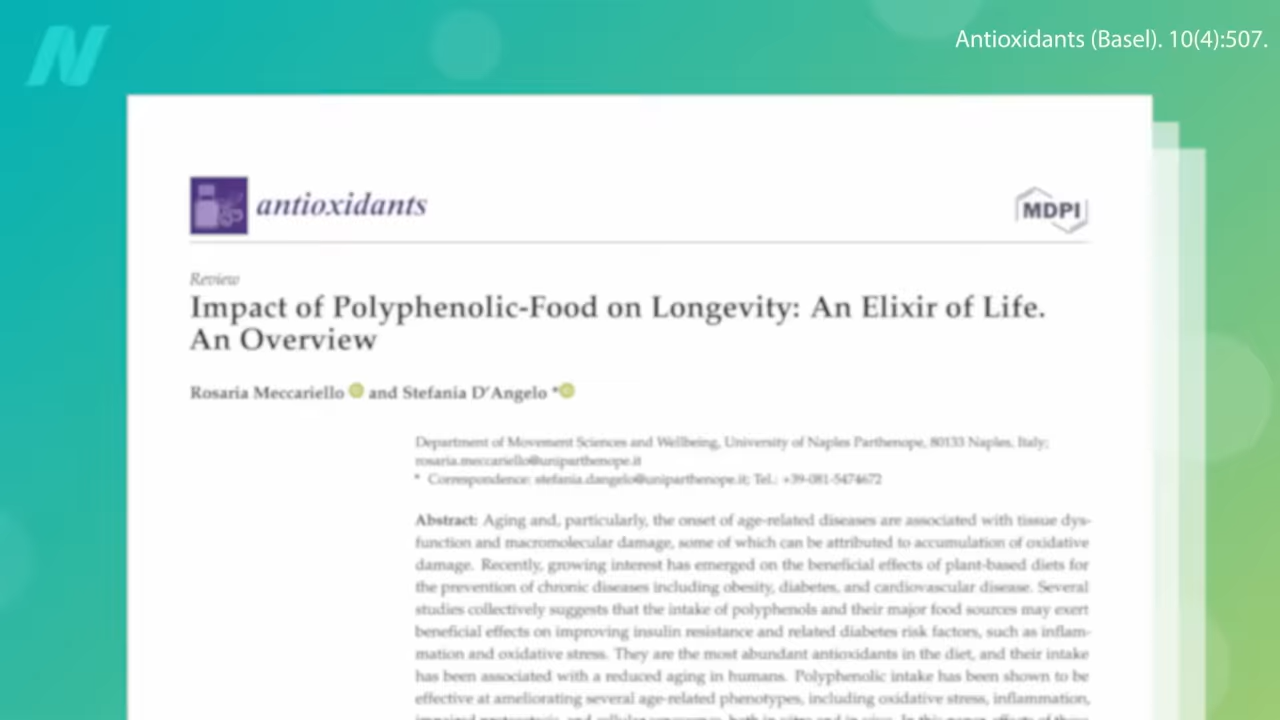 Antioxidants (Basel). 10(4):507.
antioxidants
MDPI
Review
Impact of Polyphenolic-Food on Longevity: An Elixir of Life.
An Overview
Rosaria Meccariello and Stefania D'Angelo *
Department of Movement Sciences and Wellbeing, University of Naples Parthenope, 80133 Naples, Italy;
rosaria.meccariello@uniparthenope.it
* Correspondence: stefania.dangelo@uniparthenope.it; Tel.: +39-081-5474672
Abstract: Aging and, particularly, the onset of age-related diseases are associated with tissue dys-
function and macromolecular damage, some of which can be attributed to accumulation of oxidative
damage. Recently, growing interest has emerged on the beneficial effects of plant-based diets for
the prevention of chronic diseases including obesity, diabetes, and cardiovascular disease. Several
studies collectively suggests that the intake of polyphenols and their major food sources may exert
beneficial effects on improving insulin resistance and related diabetes risk factors, such as inflam-
mation and oxidative stress. They are the most abundant antioxidants in the diet, and their intake
has been associated with a reduced aging in humans. Polyphenolic intake has been shown to be
effective at ameliorating several age-related phenotypes, including oxidative stress, inflammation,